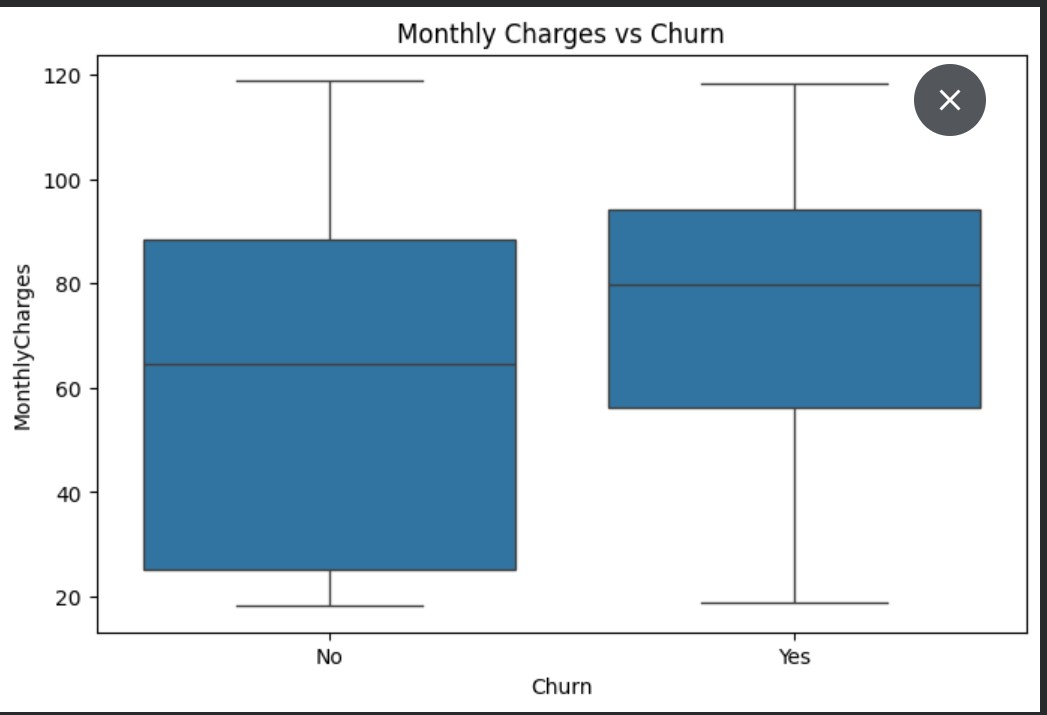 Monthly Charges vs Churn
120
100
80
60
40
20
MonthlyCharges
No
Yes
Churn